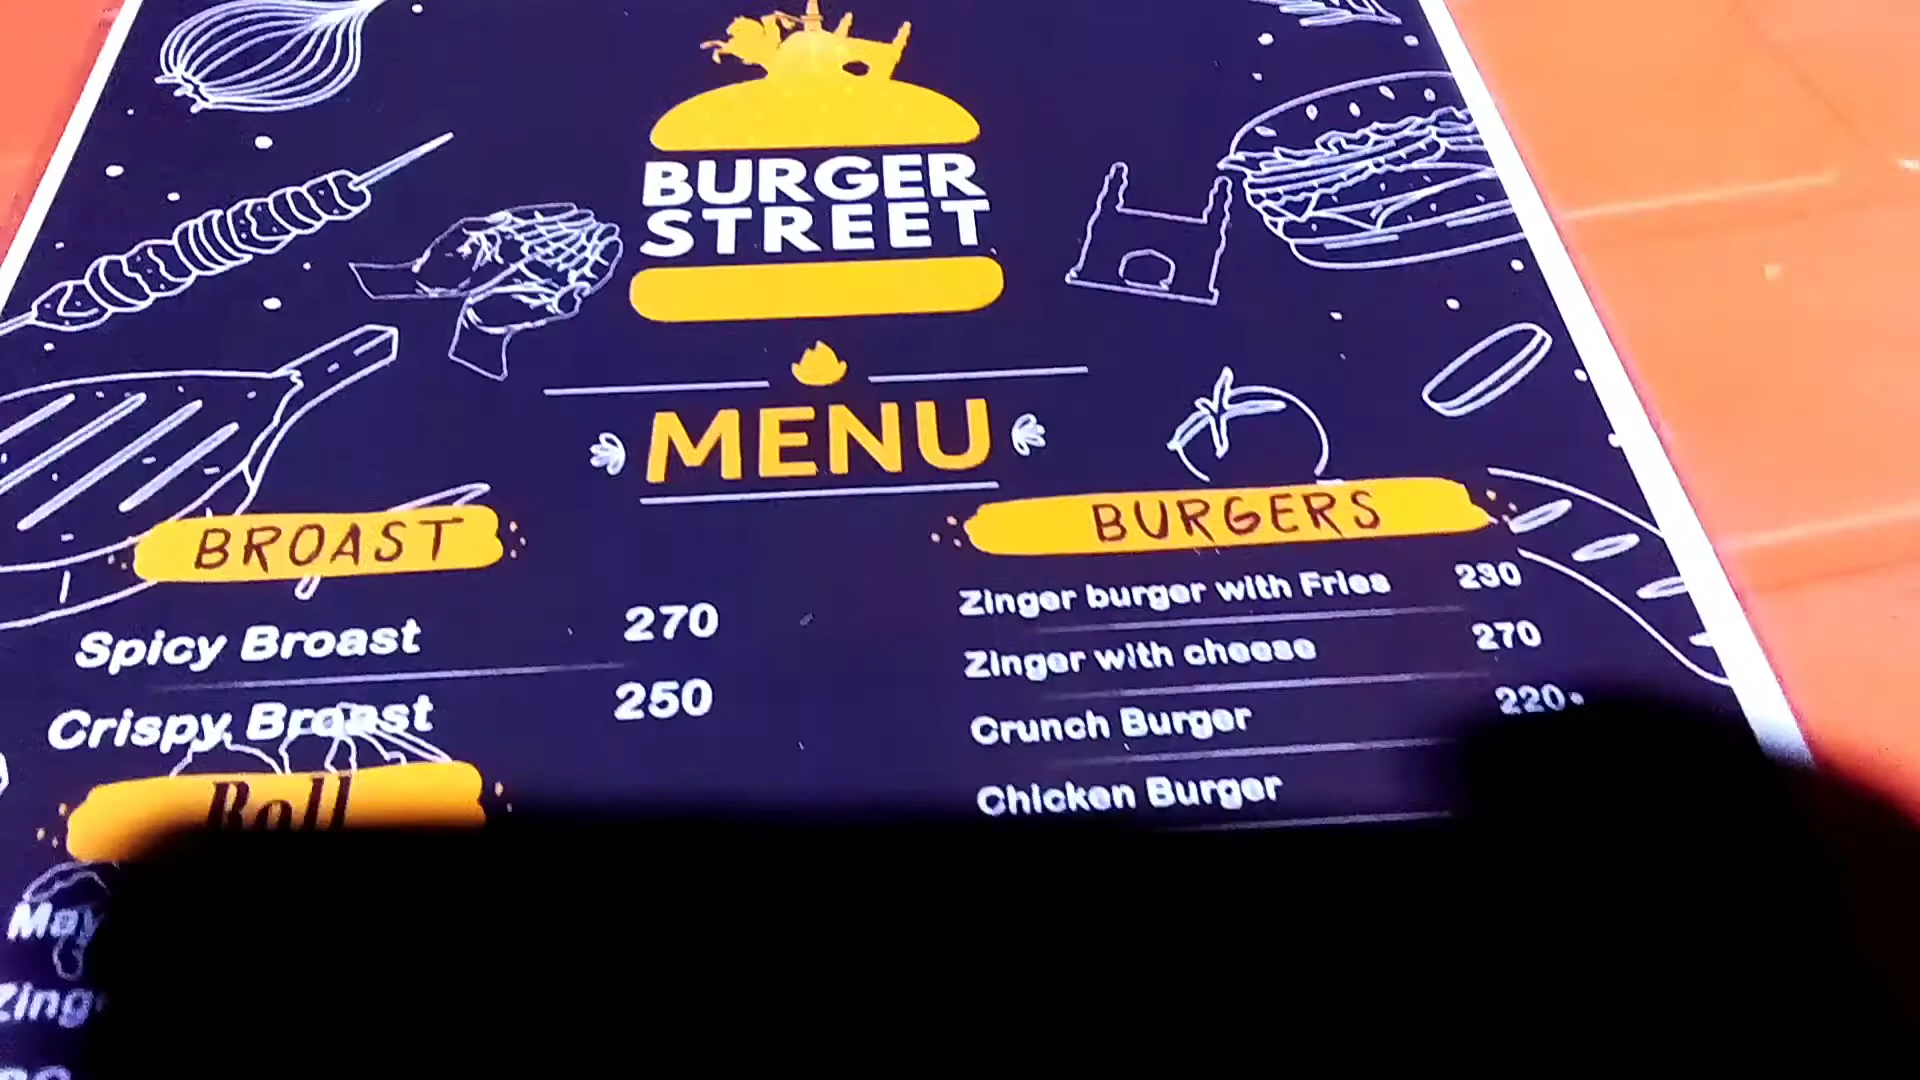 BURGER
STREET
MENU
BROAST
Spicy Broast 270
Crispy Broast 250
Roll
BURGERS
Zinger burger with Fries 230
Zinger with cheese 270
Crunch Burger 220
Chicken Burger